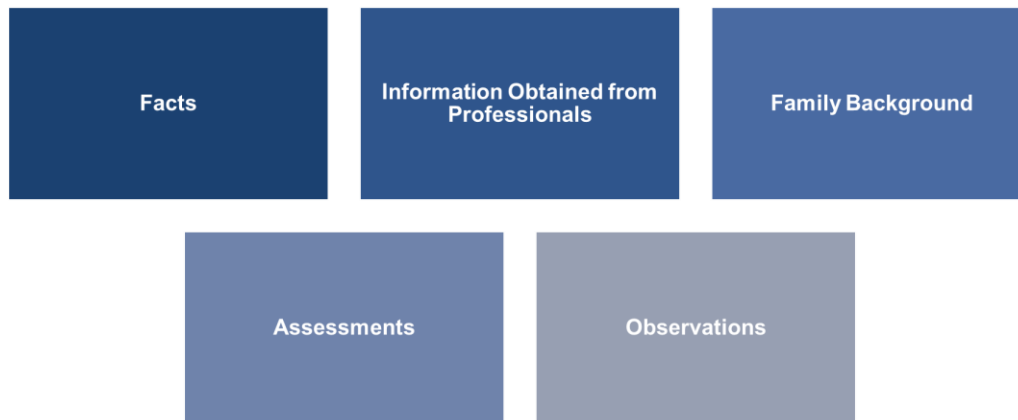 Facts
Information Obtained from
Professionals
Family Background
Assessments
Observations